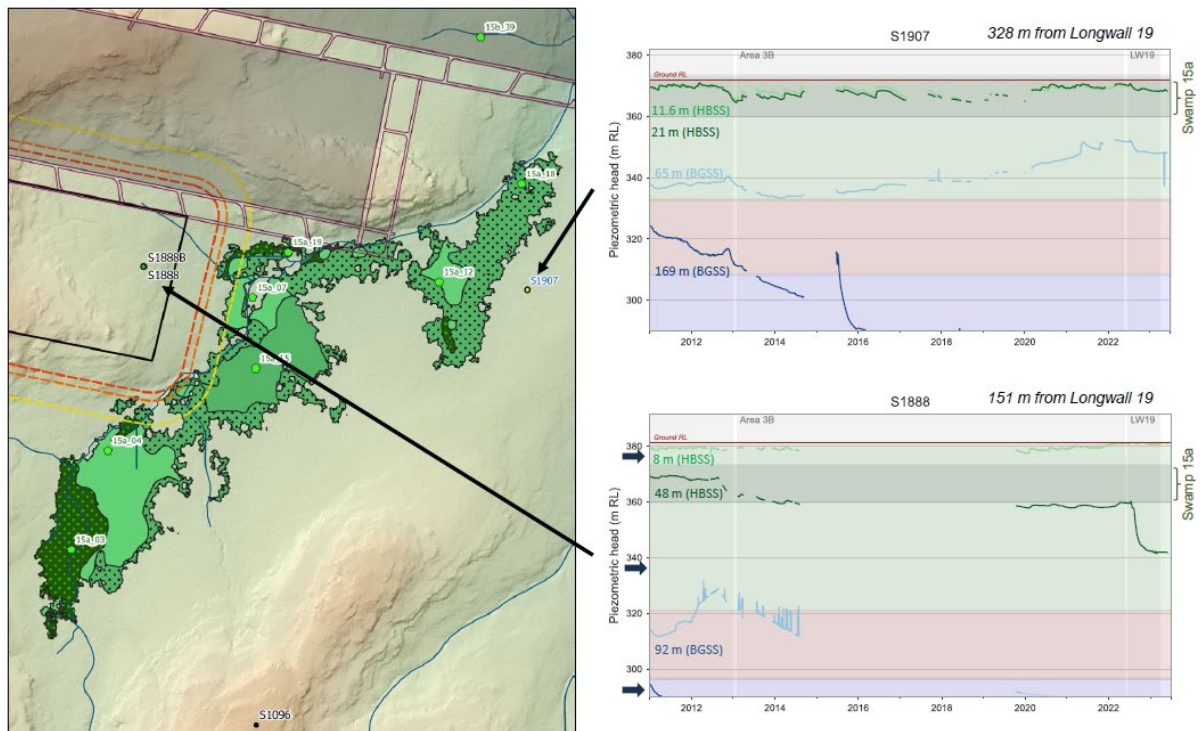 15b_39
15a_18
15a_19
15a_12
S1888B
S1888
S1907
15a_07
15a_15
15a_04
15a_03
S1096
S1907
328 m from Longwall 19
Area 3B
LW19
Ground RL
11.6 m (HBSS)
21 m (HBSS)
65 m (BGSS)
169 m (BGSS)
Piezometric head (m RL)
380
360
340
320
300
2012
2014
2016
2018
2020
2022
Swamp 15a
S1888
151 m from Longwall 19
Area 3B
LW19
Ground RL
8 m (HBSS)
48 m (HBSS)
92 m (BGSS)
Piezometric head (m RL)
380
360
340
320
300
2012
2014
2016
2018
2020
2022
Swamp 15a